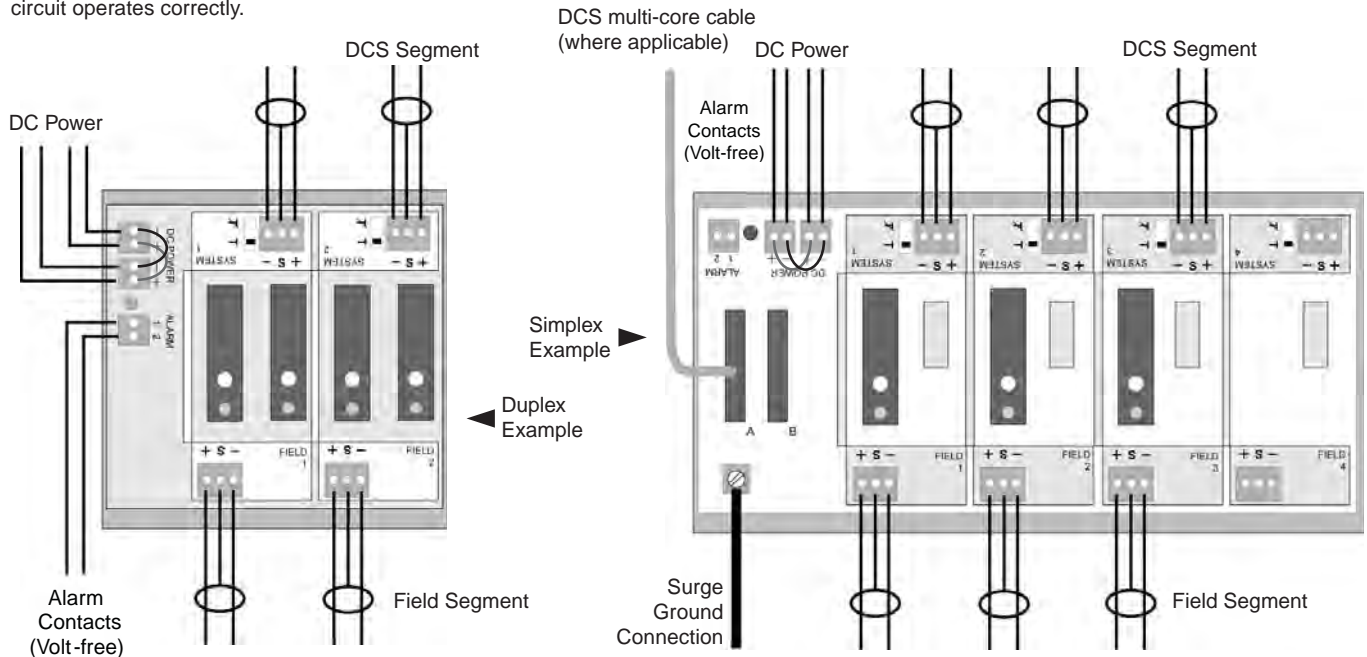 circuit operates correctly.
DCS multi-core cable
(where applicable)
DC Power
DCS Segment
DCS Segment
DC Power
Alarm
Contacts
(Volt-free)
DC POWER
+
+
ALARM
1
2
SYSTEM
1
- S +
SYSTEM
2
- S +
+ S -
FIELD
1
+ S -
FIELD
2
Duplex
Example
Simplex
Example
Alarm
Contacts
(Volt-free)
Field Segment
ALARM
1
2
DC POWER
+ - + -
SYSTEM
1
- S +
SYSTEM
2
- S +
SYSTEM
3
- S +
SYSTEM
4
- S +
A
B
+ S -
FIELD
1
+ S -
FIELD
2
+ S -
FIELD
3
+ S -
FIELD
4
Surge
Ground
Connection
Field Segment